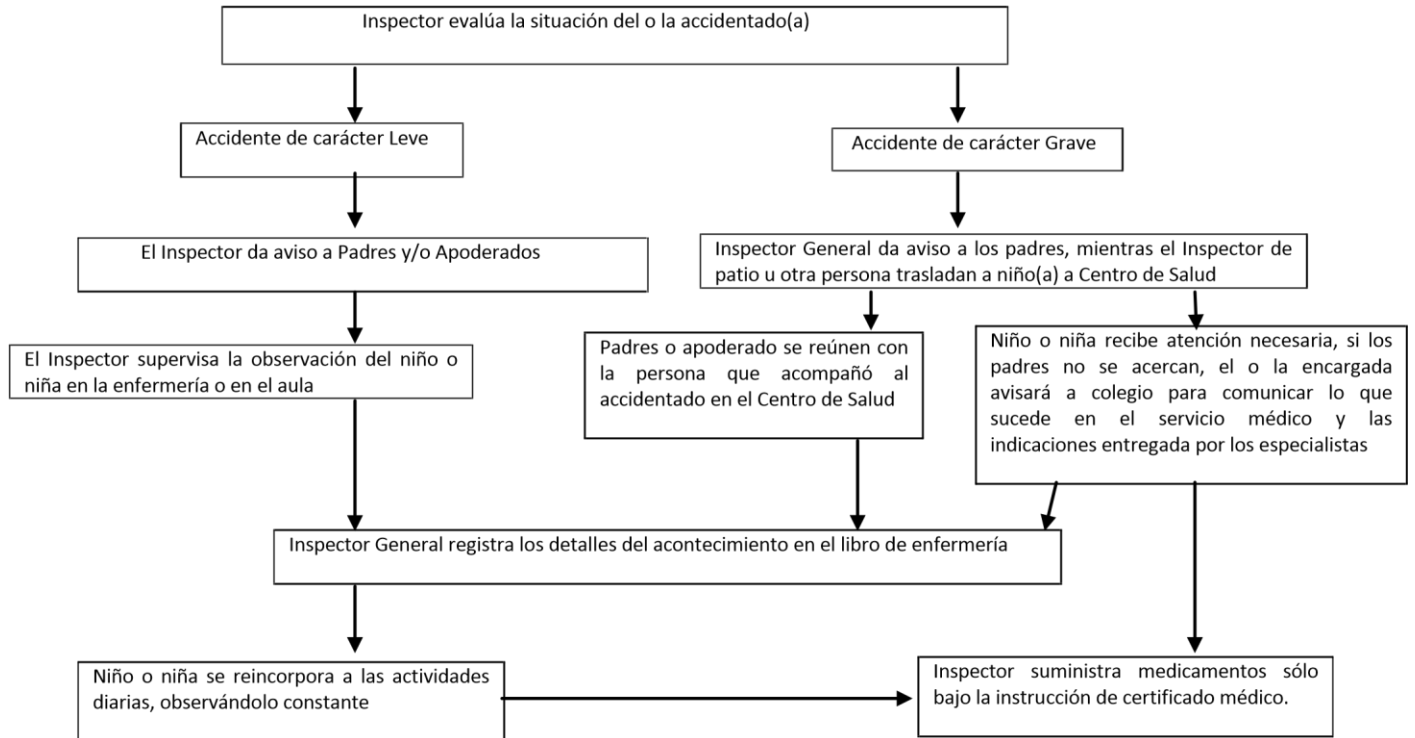 Inspector evalúa la situación del o la accidentado(a)
Accidente de carácter Leve
Accidente de carácter Grave
El Inspector da aviso a Padres y/o Apoderados
Inspector General da aviso a los padres, mientras el Inspector de
patio u otra persona trasladan a niño(a) a Centro de Salud
El Inspector supervisa la observación del niño o
niña en la enfermería o en el aula
Padres o apoderado se reúnen con
la persona que acompañó al
accidentado en el Centro de Salud
Niño o niña recibe atención necesaria, si los
padres no se acercan, el o la encargada
avisará a colegio para comunicar lo que
sucede en el servicio médico y las
indicaciones entregada por los especialistas
Inspector General registra los detalles del acontecimiento en el libro de enfermería
Niño o niña se reincorpora a las actividades
diarias, observándolo constante
Inspector suministra medicamentos sólo
bajo la instrucción de certificado médico.